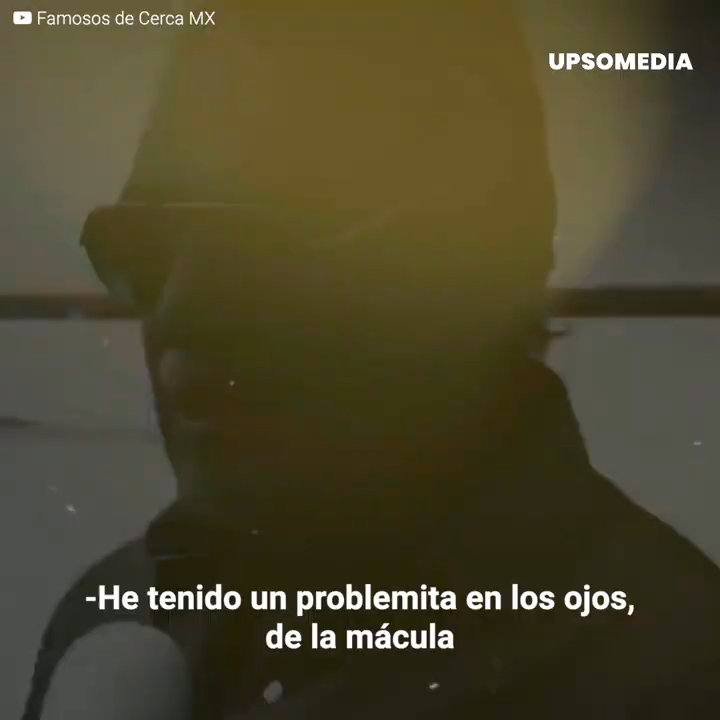 Famosos de Cerca MX
UPSOMEDIA
-He tenido un problemita en los ojos,
de la mácula